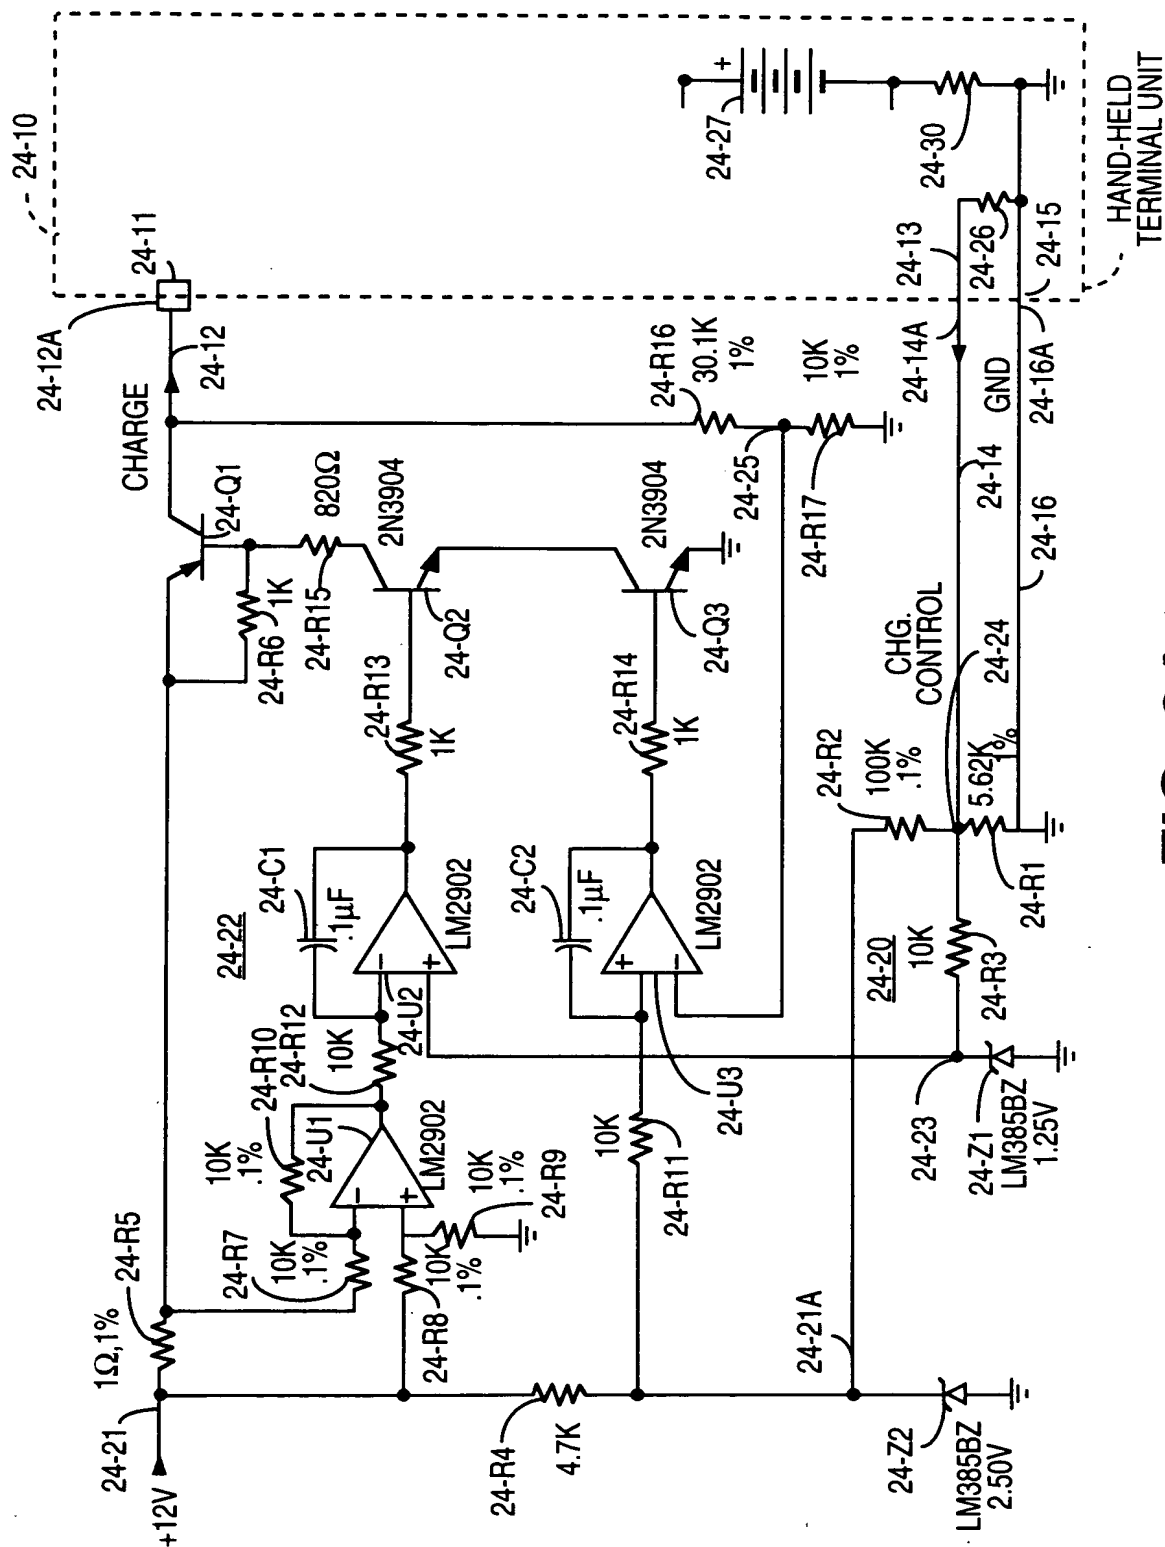 24-10
24-11
24-12A
24-12
CHARGE
24-Q1
24-R6
1K
820Ω
24-R15
2N3904
24-Q2
24-R13
1K
24-C1
.1µF
24-22
LM2902
24-U2
24-R12
10K
24-R10
10K
.1%
24-U1
LM2902
24-R7
10K
.1%
10K
.1%
24-R9
10K
.1%
24-R8
24-R5
1Ω,1%
24-21
+12V
24-R4
4.7K
24-R11
10K
24-U3
24-C2
.1µF
LM2902
24-R14
1K
24-Q3
2N3904
24-25
24-R16
30.1K
1%
10K
1%
24-R17
24-27
+
24-30
24-26
24-13
24-15
HAND-HELD
TERMINAL UNIT
24-14A
GND
24-16A
24-14
24-16
CHG.
CONTROL
24-24
24-R2
100K
.1%
5.62K
1%
24-R1
24-20
10K
24-R3
24-23
24-Z1
LM385BZ
1.25V
24-21A
24-Z2
LM385BZ
2.50V